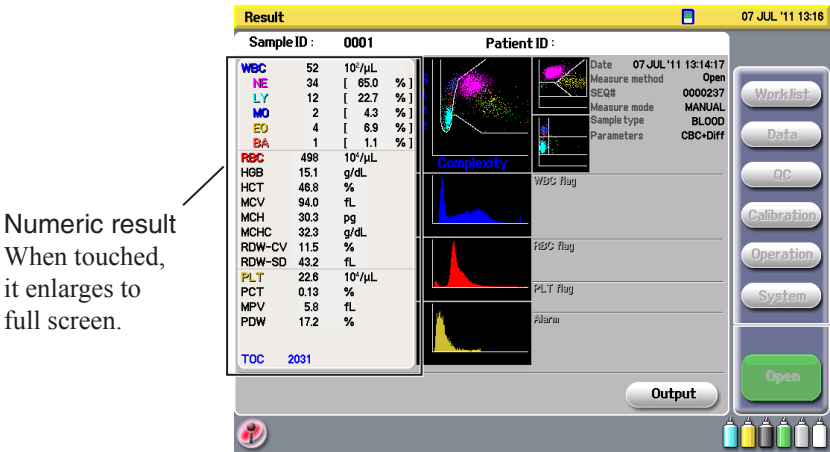 Result
07 JUL '11 13:16
Sample ID : 0001 Patient ID :
WBC 52 10²/µL
NE 34 [ 65.0 % ]
LY 12 [ 22.7 % ]
MO 2 [ 4.3 % ]
EO 4 [ 6.9 % ]
BA 1 [ 1.1 % ]
RBC 498 10⁴/µL
HGB 15.1 g/dL
HCT 46.8 %
MCV 94.0 fL
MCH 30.3 pg
MCHC 32.3 g/dL
RDW-CV 11.5 %
RDW-SD 43.2 fL
PLT 22.6 10⁴/µL
PCT 0.13 %
MPV 5.8 fL
PDW 17.2 %
TOC 2031
Complexity
Date 07 JUL '11 13:14:17
Measure method Open
SEQ# 0000237
Measure mode MANUAL
Sample type BLOOD
Parameters CBC+Diff
WBC flag
RBC flag
PLT flag
Alarm
Output
Worklist
Data
QC
Calibration
Operation
System
Open
Numeric result
When touched,
it enlarges to
full screen.